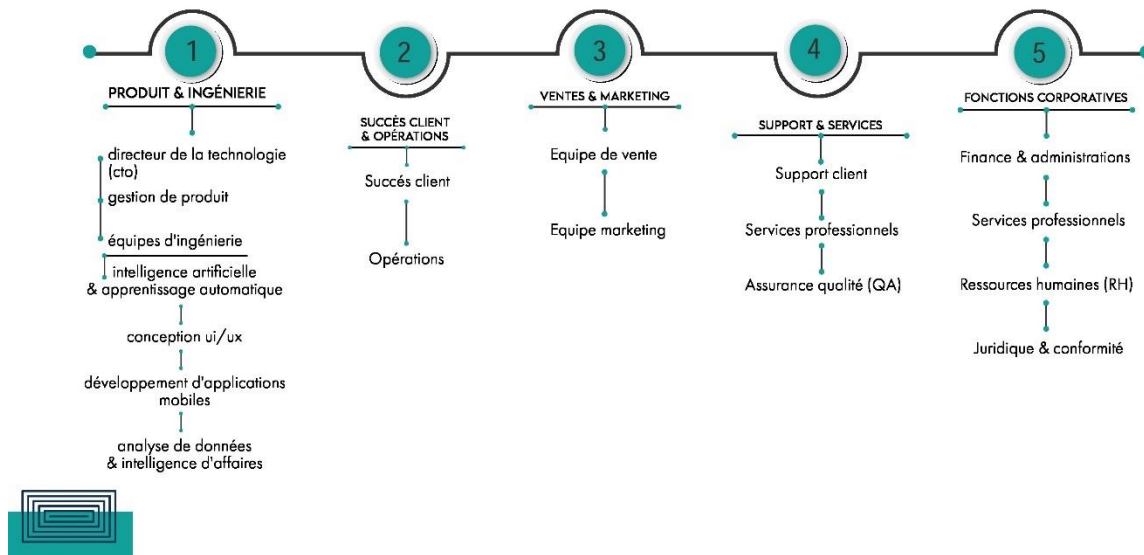 1
PRODUIT & INGÉNIERIE
directeur de la technologie
(cto)
gestion de produit
équipes d'ingénierie
intelligence artificielle
& apprentissage automatique
conception ui/ux
développement d'applications
mobiles
analyse de données
& intelligence d'affaires
2
SUCCÈS CLIENT
& OPÉRATIONS
Succés client
Opérations
3
VENTES & MARKETING
Equipe de vente
Equipe marketing
4
SUPPORT & SERVICES
Support client
Services professionnels
Assurance qualité (QA)
5
FONCTIONS CORPORATIVES
Finance & administrations
Services professionnels
Ressources humaines (RH)
Juridique & conformité